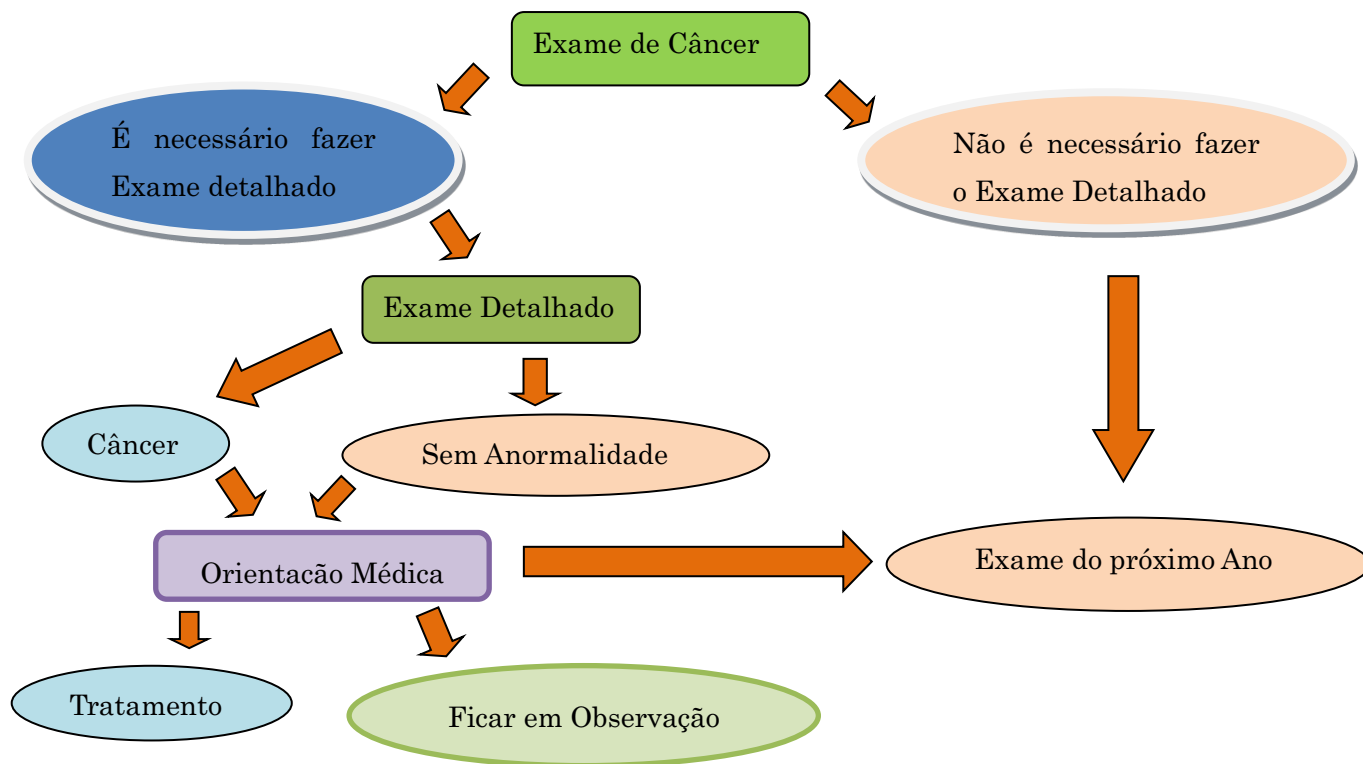 Exame de Câncer
É necessário fazer
Exame detalhado
Não é necessário fazer
o Exame Detalhado
Exame Detalhado
Câncer
Sem Anormalidade
Orientacão Médica
Exame do próximo Ano
Tratamento
Ficar em Observação